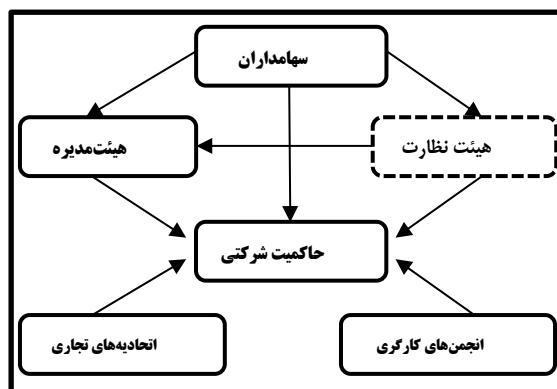 سهامداران
هیئت نظارت
هیئت‌مدیره
حاکمیت شرکتی
انجمن‌های کارگری
اتحادیه‌های تجاری